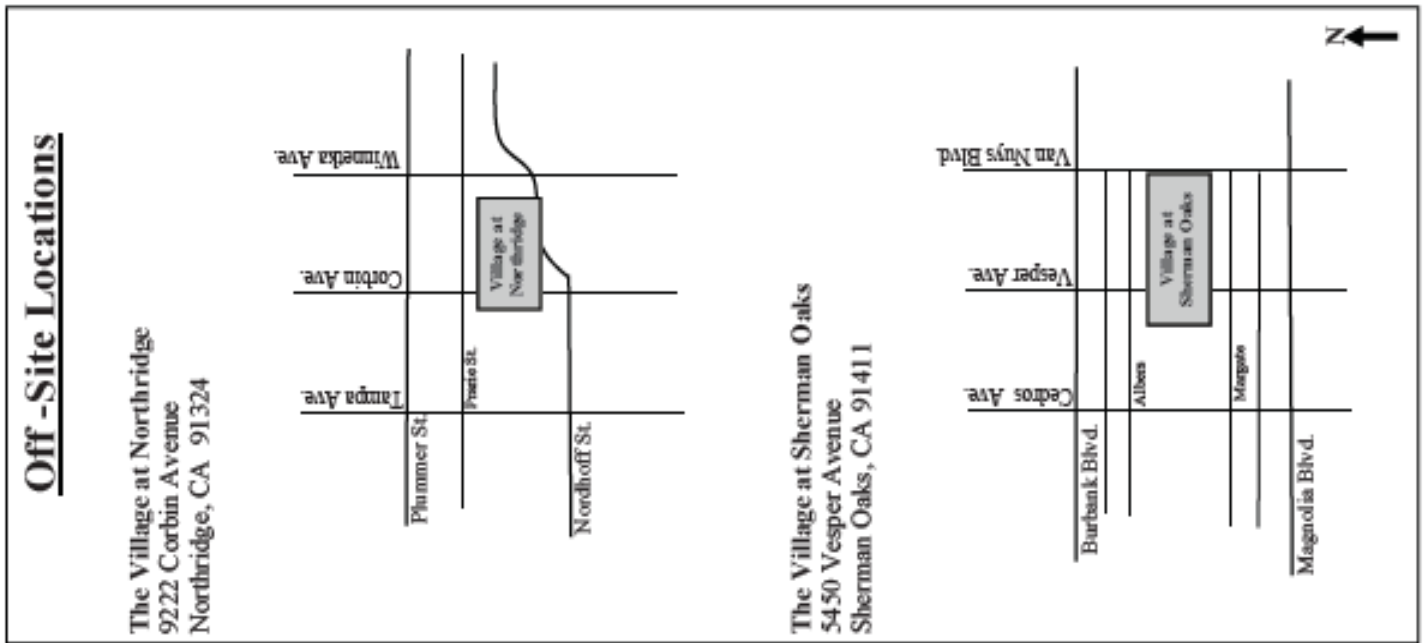 Off -Site Locations
The Village at Northridge
9222 Corbin Avenue
Northridge, CA  91324
Plummer St.
Prarie St.
Nordhoff St.
Tampa Ave.
Corbin Ave.
Winnetka Ave.
Village at
Northridge
The Village at Sherman Oaks
5450 Vesper Avenue
Sherman Oaks, CA 91411
Burbank Blvd.
Albers
Margate
Magnolia Blvd.
Cedros Ave.
Vesper Ave.
Van Nuys Blvd.
Village at
Sherman Oaks
N